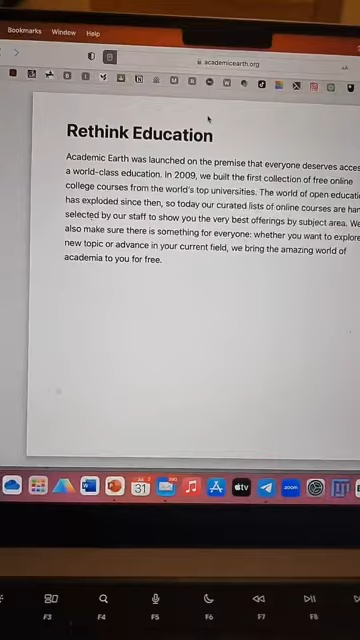 Bookmarks Window Help
academicearth.org
Rethink Education
Academic Earth was launched on the premise that everyone deserves
a world-class education. In 2009, we built the first collection of free online
college courses from the world's top universities. The world of open
has exploded since then, so today our curated lists of online courses are
selected by our staff to show you the very best offerings by subject area.
also make sure there is something for everyone: whether you want to explore
new topic or advance in your current field, we bring the amazing world of
academia to you for free.
31
tv
zoom
F3 F4 F5 F6 F7 F8